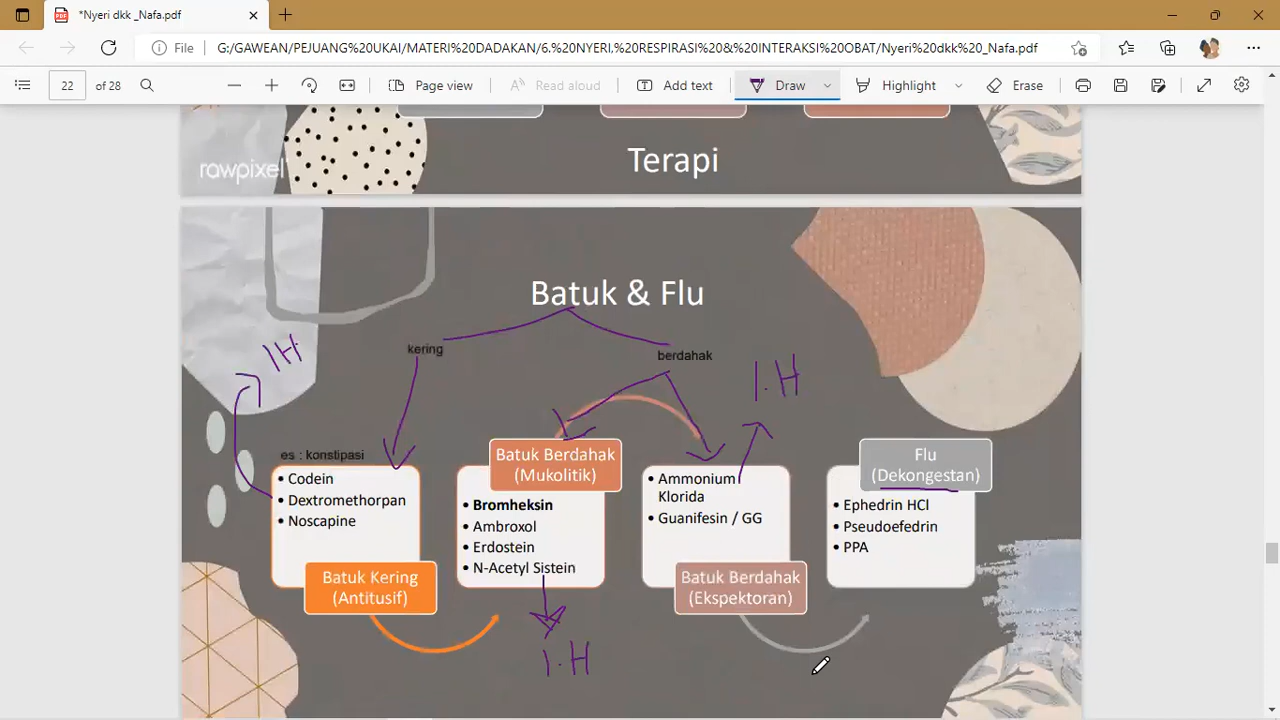 *Nyeri dkk _Nafa.pdf
File
G:/GAWEAN/PEJUANG%20UKAI/MATERI%20DADAKAN/6.%20NYERI,%20RESPIRASI%20&%20INTERAKSI%20OBAT/Nyeri%20dkk%20_Nafa.pdf
22 of 28
Page view
Read aloud
Add text
Draw
Highlight
Erase
rawpixel
Terapi
Batuk & Flu
kering
berdahak
1H
1.H
es : konstipasi
• Codein
• Dextromethorpan
• Noscapine
Batuk Kering
(Antitusif)
Batuk Berdahak
(Mukolitik)
• Bromheksin
• Ambroxol
• Erdostein
• N-Acetyl Sistein
1.H
• Ammonium
Klorida
• Guanifesin / GG
Batuk Berdahak
(Ekspektoran)
Flu
(Dekongestan)
• Ephedrin HCl
• Pseudoefedrin
• PPA